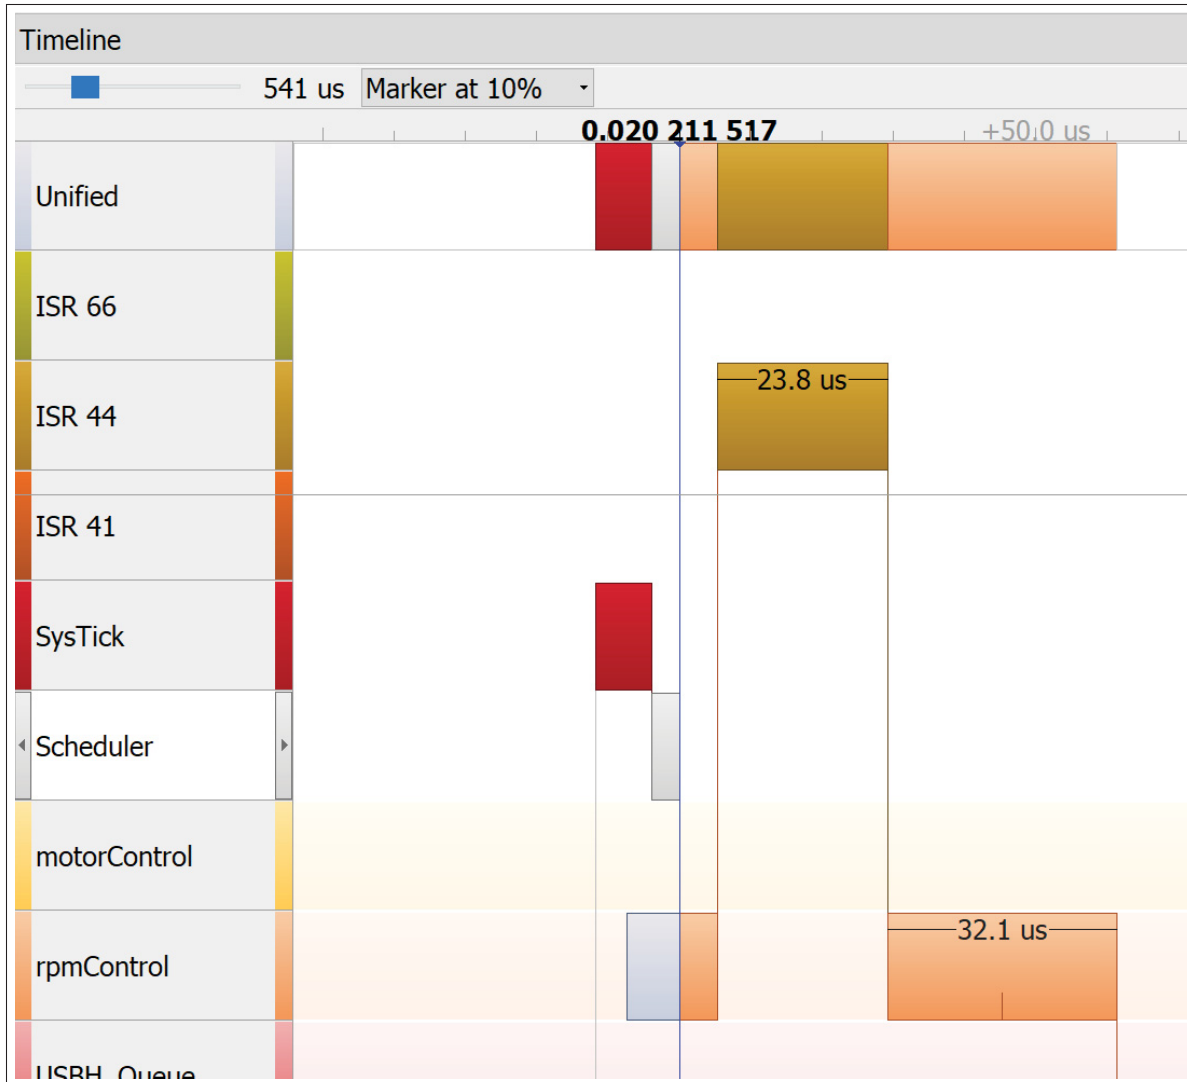 Timeline
541 us Marker at 10%
0.020 211 517 +50.0 us
Unified
ISR 66
ISR 44
23.8 us
ISR 41
SysTick
Scheduler
motorControl
rpmControl
32.1 us
USBH_Queue